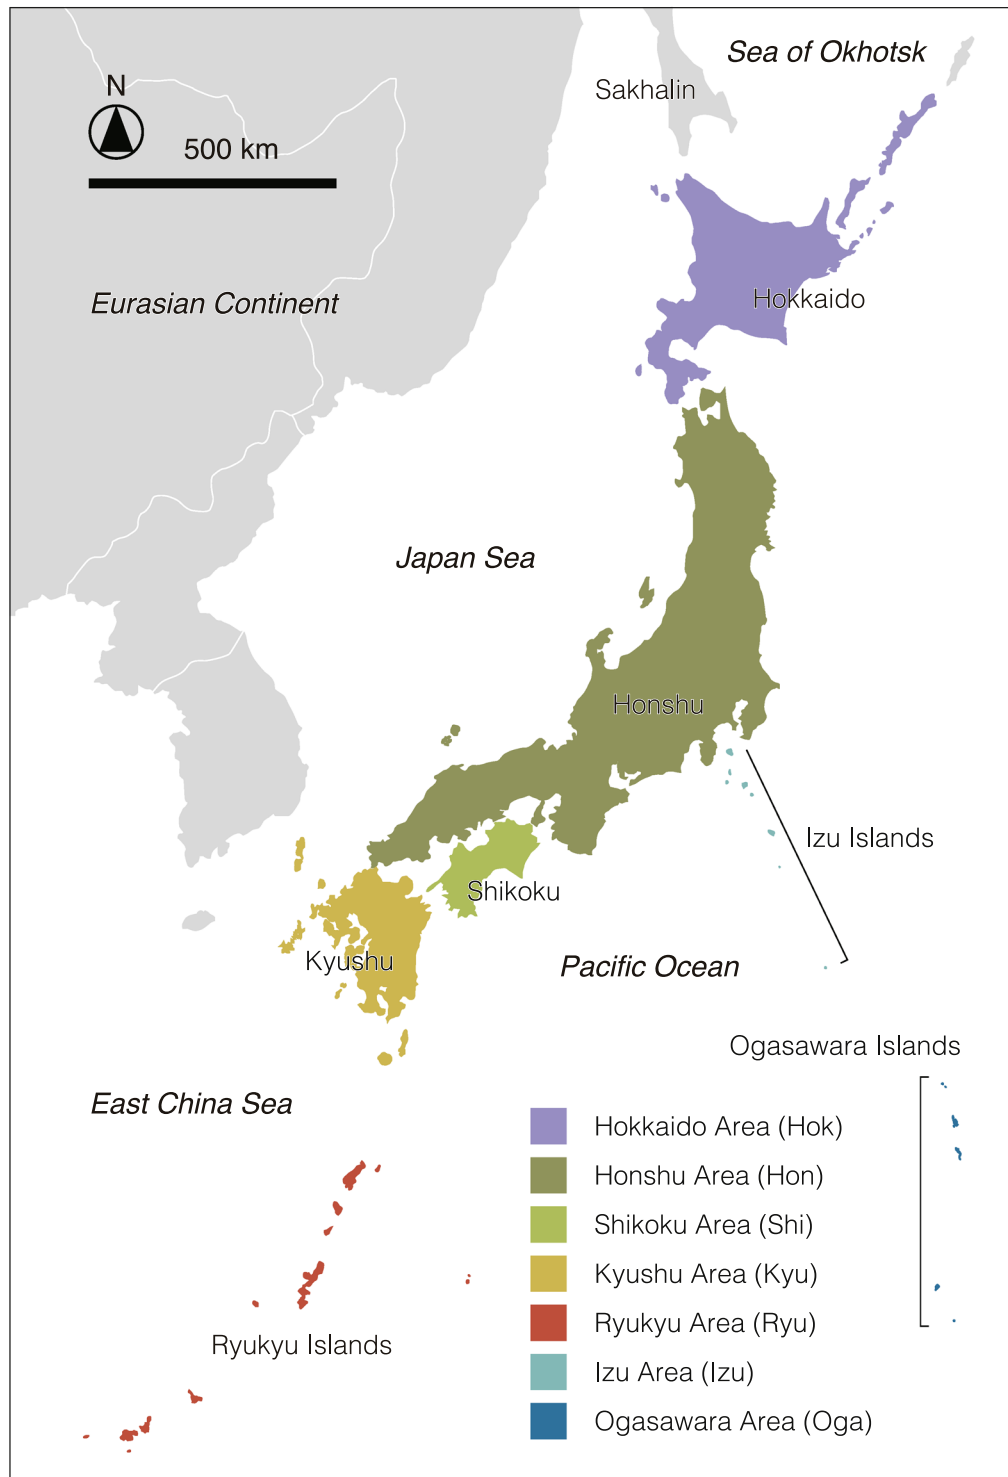 Sea of Okhotsk
N
Sakhalin
500 km
Eurasian Continent
Hokkaido
Japan Sea
Honshu
Izu Islands
Shikoku
Kyushu
Pacific Ocean
Ogasawara Islands
East China Sea
Hokkaido Area (Hok)
Honshu Area (Hon)
Shikoku Area (Shi)
Kyushu Area (Kyu)
Ryukyu Area (Ryu)
Ryukyu Islands
Izu Area (Izu)
Ogasawara Area (Oga)